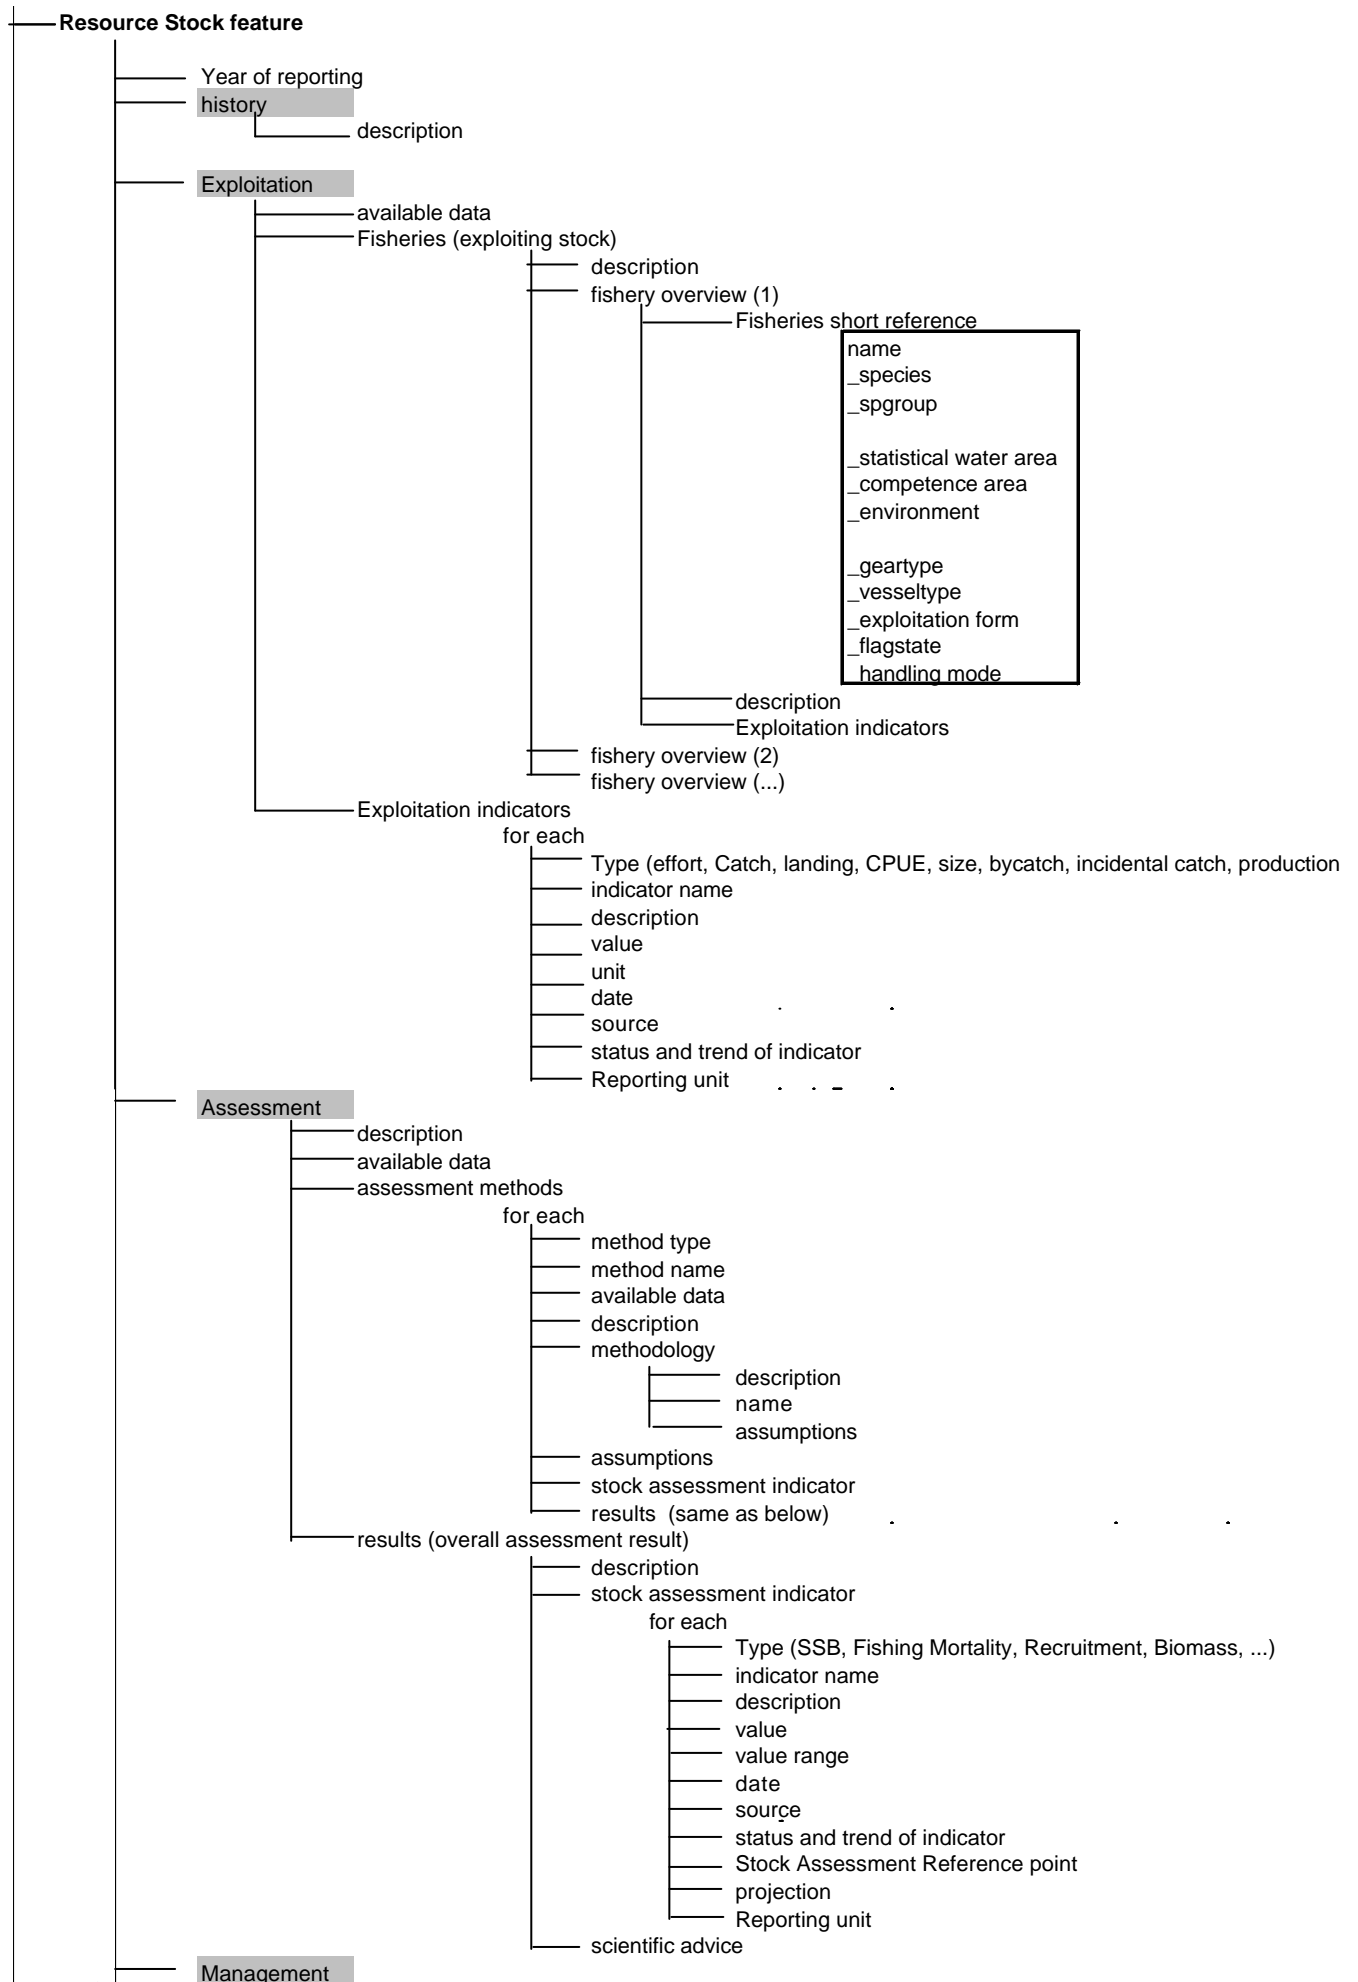 Resource Stock feature
Year of reporting
history
description
Exploitation
available data
Fisheries (exploiting stock)
description
fishery overview (1)
Fisheries short reference
name
_species
_spgroup
_statistical water area
_competence area
_environment
_geartype
_vesseltype
_exploitation form
_flagstate
_handling mode
description
Exploitation indicators
fishery overview (2)
fishery overview (...)
Exploitation indicators
for each
Type (effort, Catch, landing, CPUE, size, bycatch, incidental catch, production
indicator name
description
value
unit
date
source
status and trend of indicator
Reporting unit
Assessment
description
available data
assessment methods
for each
method type
method name
available data
description
methodology
description
name
assumptions
assumptions
stock assessment indicator
results (same as below)
results (overall assessment result)
description
stock assessment indicator
for each
Type (SSB, Fishing Mortality, Recruitment, Biomass, ...)
indicator name
description
value
value range
date
source
status and trend of indicator
Stock Assessment Reference point
projection
Reporting unit
scientific advice
Management